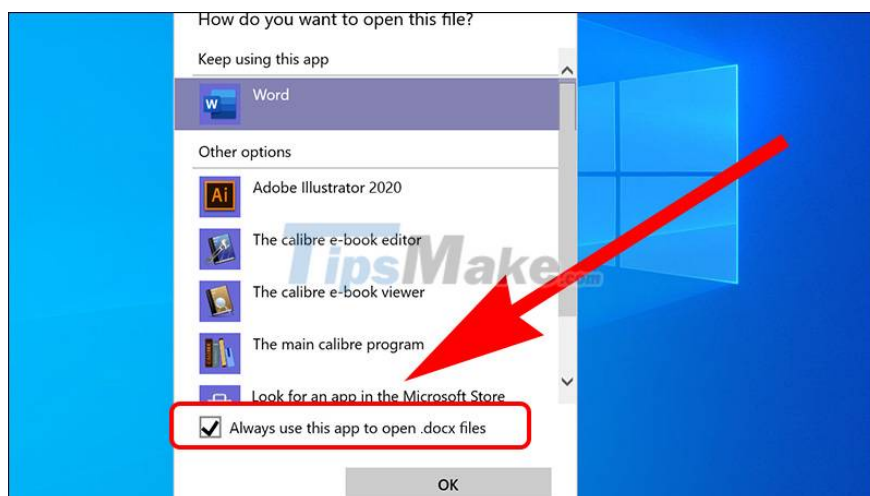 How do you want to open this file?
Keep using this app
W
Word
Other options
Ai
Adobe Illustrator 2020
The calibre e-book editor
TipsMake.com
The calibre e-book viewer
The main calibre program
Look for an app in the Microsoft Store
Always use this app to open .docx files
OK